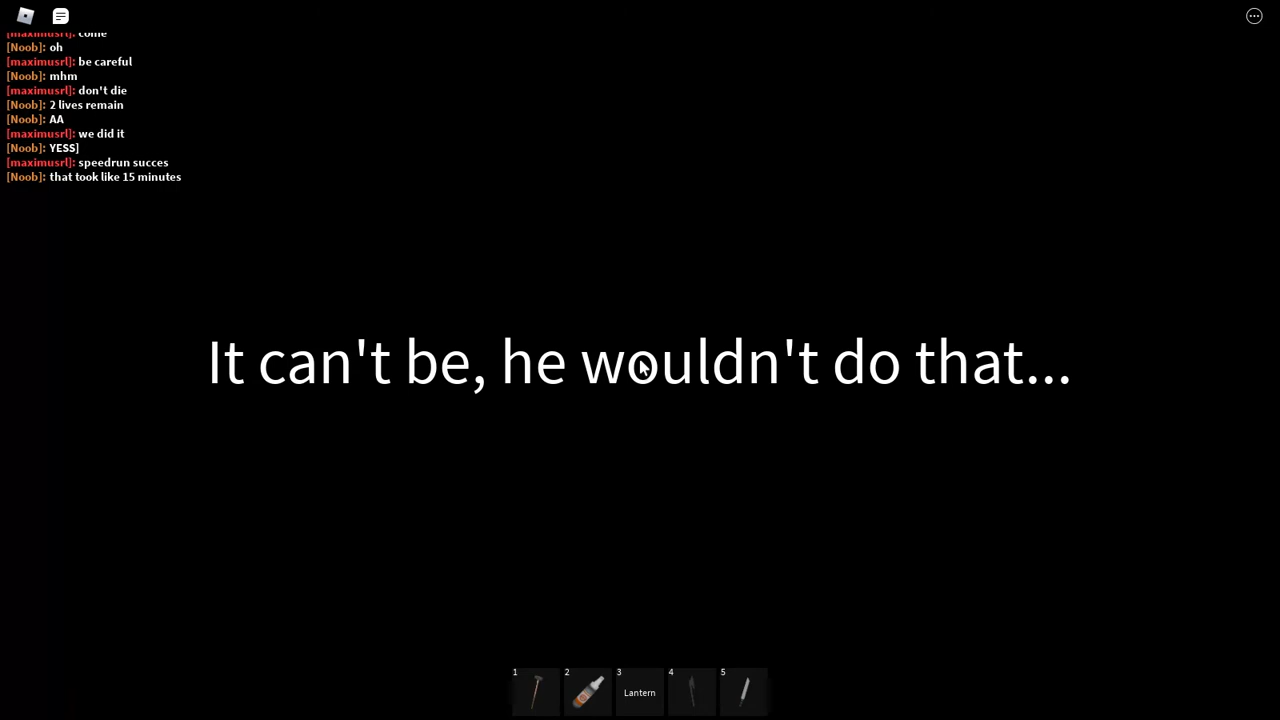 [maximusrl]: come
[Noob]: oh
[maximusrl]: be careful
[Noob]: mhm
[maximusrl]: don't die
[Noob]: 2 lives remain
[Noob]: AA
[maximusrl]: we did it
[Noob]: YESS]
[maximusrl]: speedrun succes
[Noob]: that took like 15 minutes
It can't be, he wouldn't do that...
1 2 3 4 5
Lantern